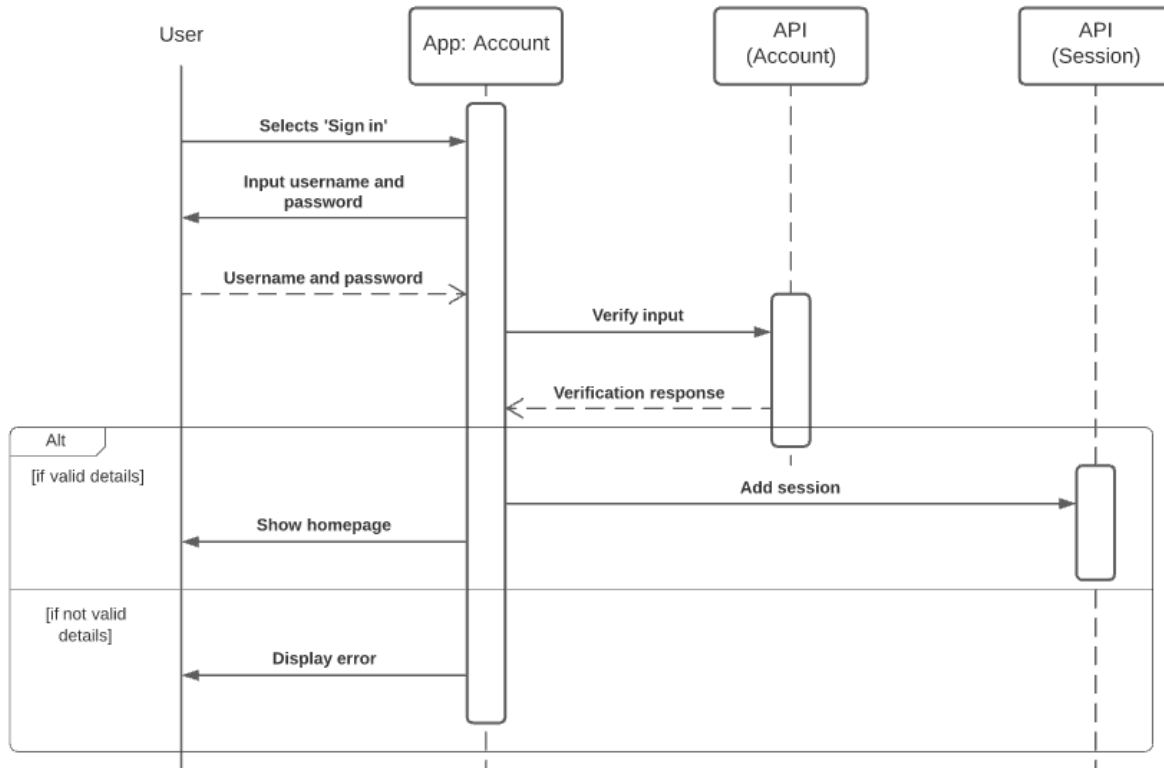 User
App: Account
API
(Account)
API
(Session)
Selects 'Sign in'
Input username and
password
Username and password
Verify input
Verification response
Alt
[if valid details]
Add session
Show homepage
[if not valid
details]
Display error